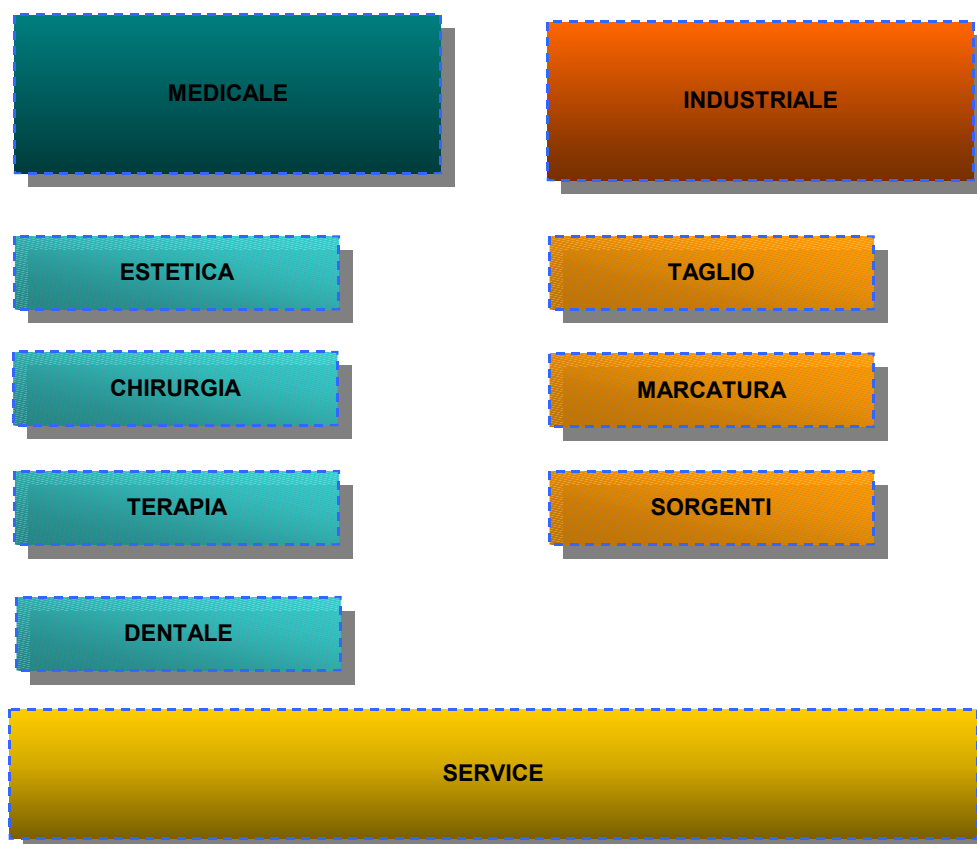 MEDICALE
INDUSTRIALE
ESTETICA
TAGLIO
CHIRURGIA
MARCATURA
TERAPIA
SORGENTI
DENTALE
SERVICE